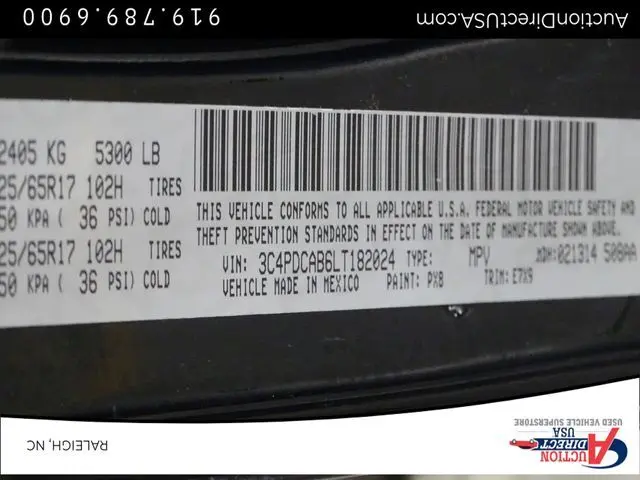 AuctionDirectUSA.com
919.789.6900
2405 KG 5300 LB
25/65R17 102H TIRES
50 KPA ( 36 PSI) COLD
25/65R17 102H TIRES
50 KPA ( 36 PSI) COLD
THIS VEHICLE CONFORMS TO ALL APPLICABLE U.S.A. FEDERAL MOTOR VEHICLE SAFETY AND
THEFT PREVENTION STANDARDS IN EFFECT ON THE DATE OF MANUFACTURE SHOWN ABOVE.
VIN: 3C4PDCAB6LT182024 TYPE: MPV MDH:021314 508AA
VEHICLE MADE IN MEXICO PAINT: PX8 TRIM: E7X9
AUCTION
DIRECT
USA
USED VEHICLE SUPERSTORE
RALEIGH, NC